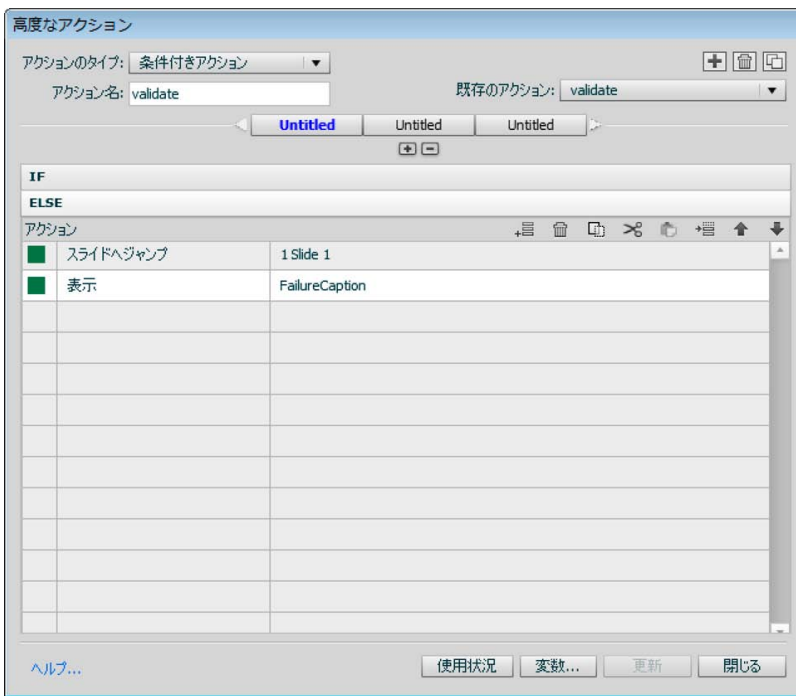 高度なアクション
アクションのタイプ: 条件付きアクション
アクション名: validate 既存のアクション: validate
Untitled Untitled Untitled
IF
ELSE
アクション
スライドへジャンプ 1 Slide 1
表示 FailureCaption
ヘルプ... 使用状況 変数... 更新 閉じる